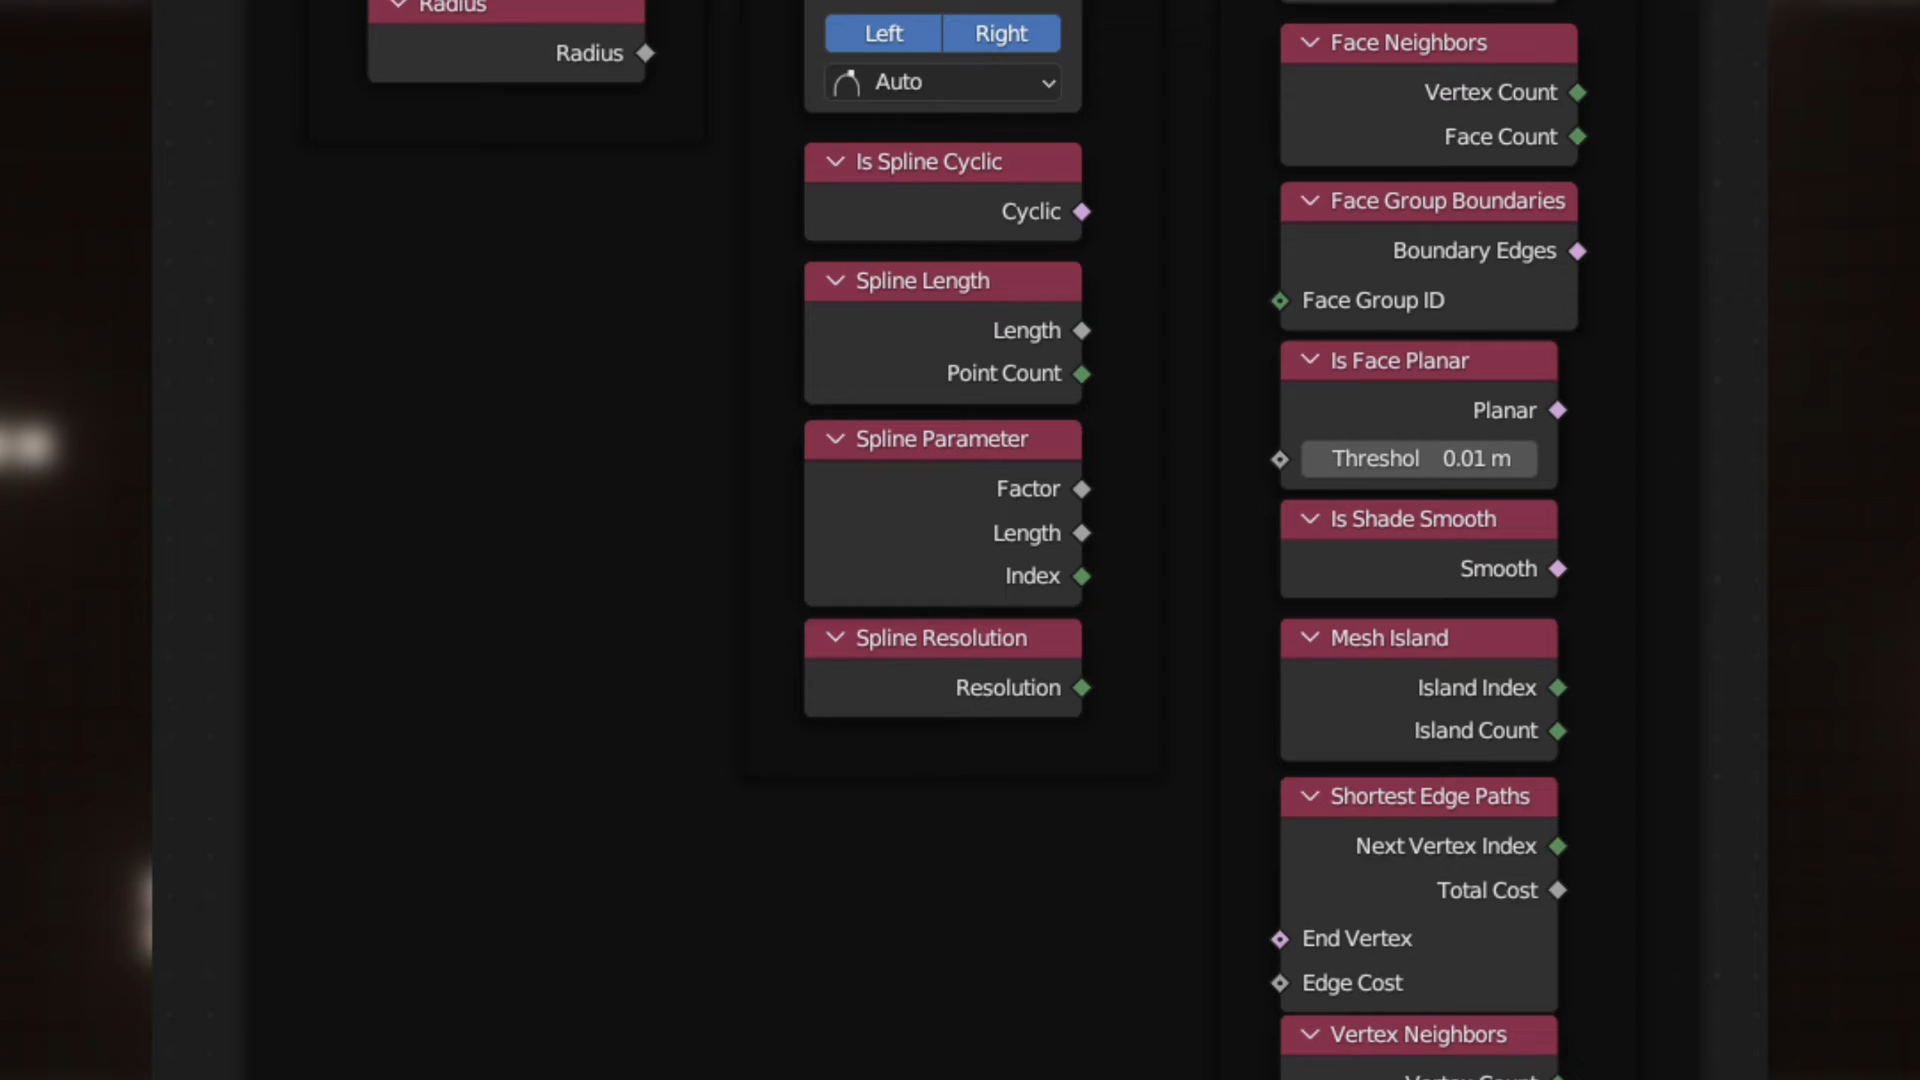 Radius
Radius
Left Right
Auto
Is Spline Cyclic
Cyclic
Spline Length
Length
Point Count
Spline Parameter
Factor
Length
Index
Spline Resolution
Resolution
Face Neighbors
Vertex Count
Face Count
Face Group Boundaries
Boundary Edges
Face Group ID
Is Face Planar
Planar
Threshol 0.01 m
Is Shade Smooth
Smooth
Mesh Island
Island Index
Island Count
Shortest Edge Paths
Next Vertex Index
Total Cost
End Vertex
Edge Cost
Vertex Neighbors
Vertex Count